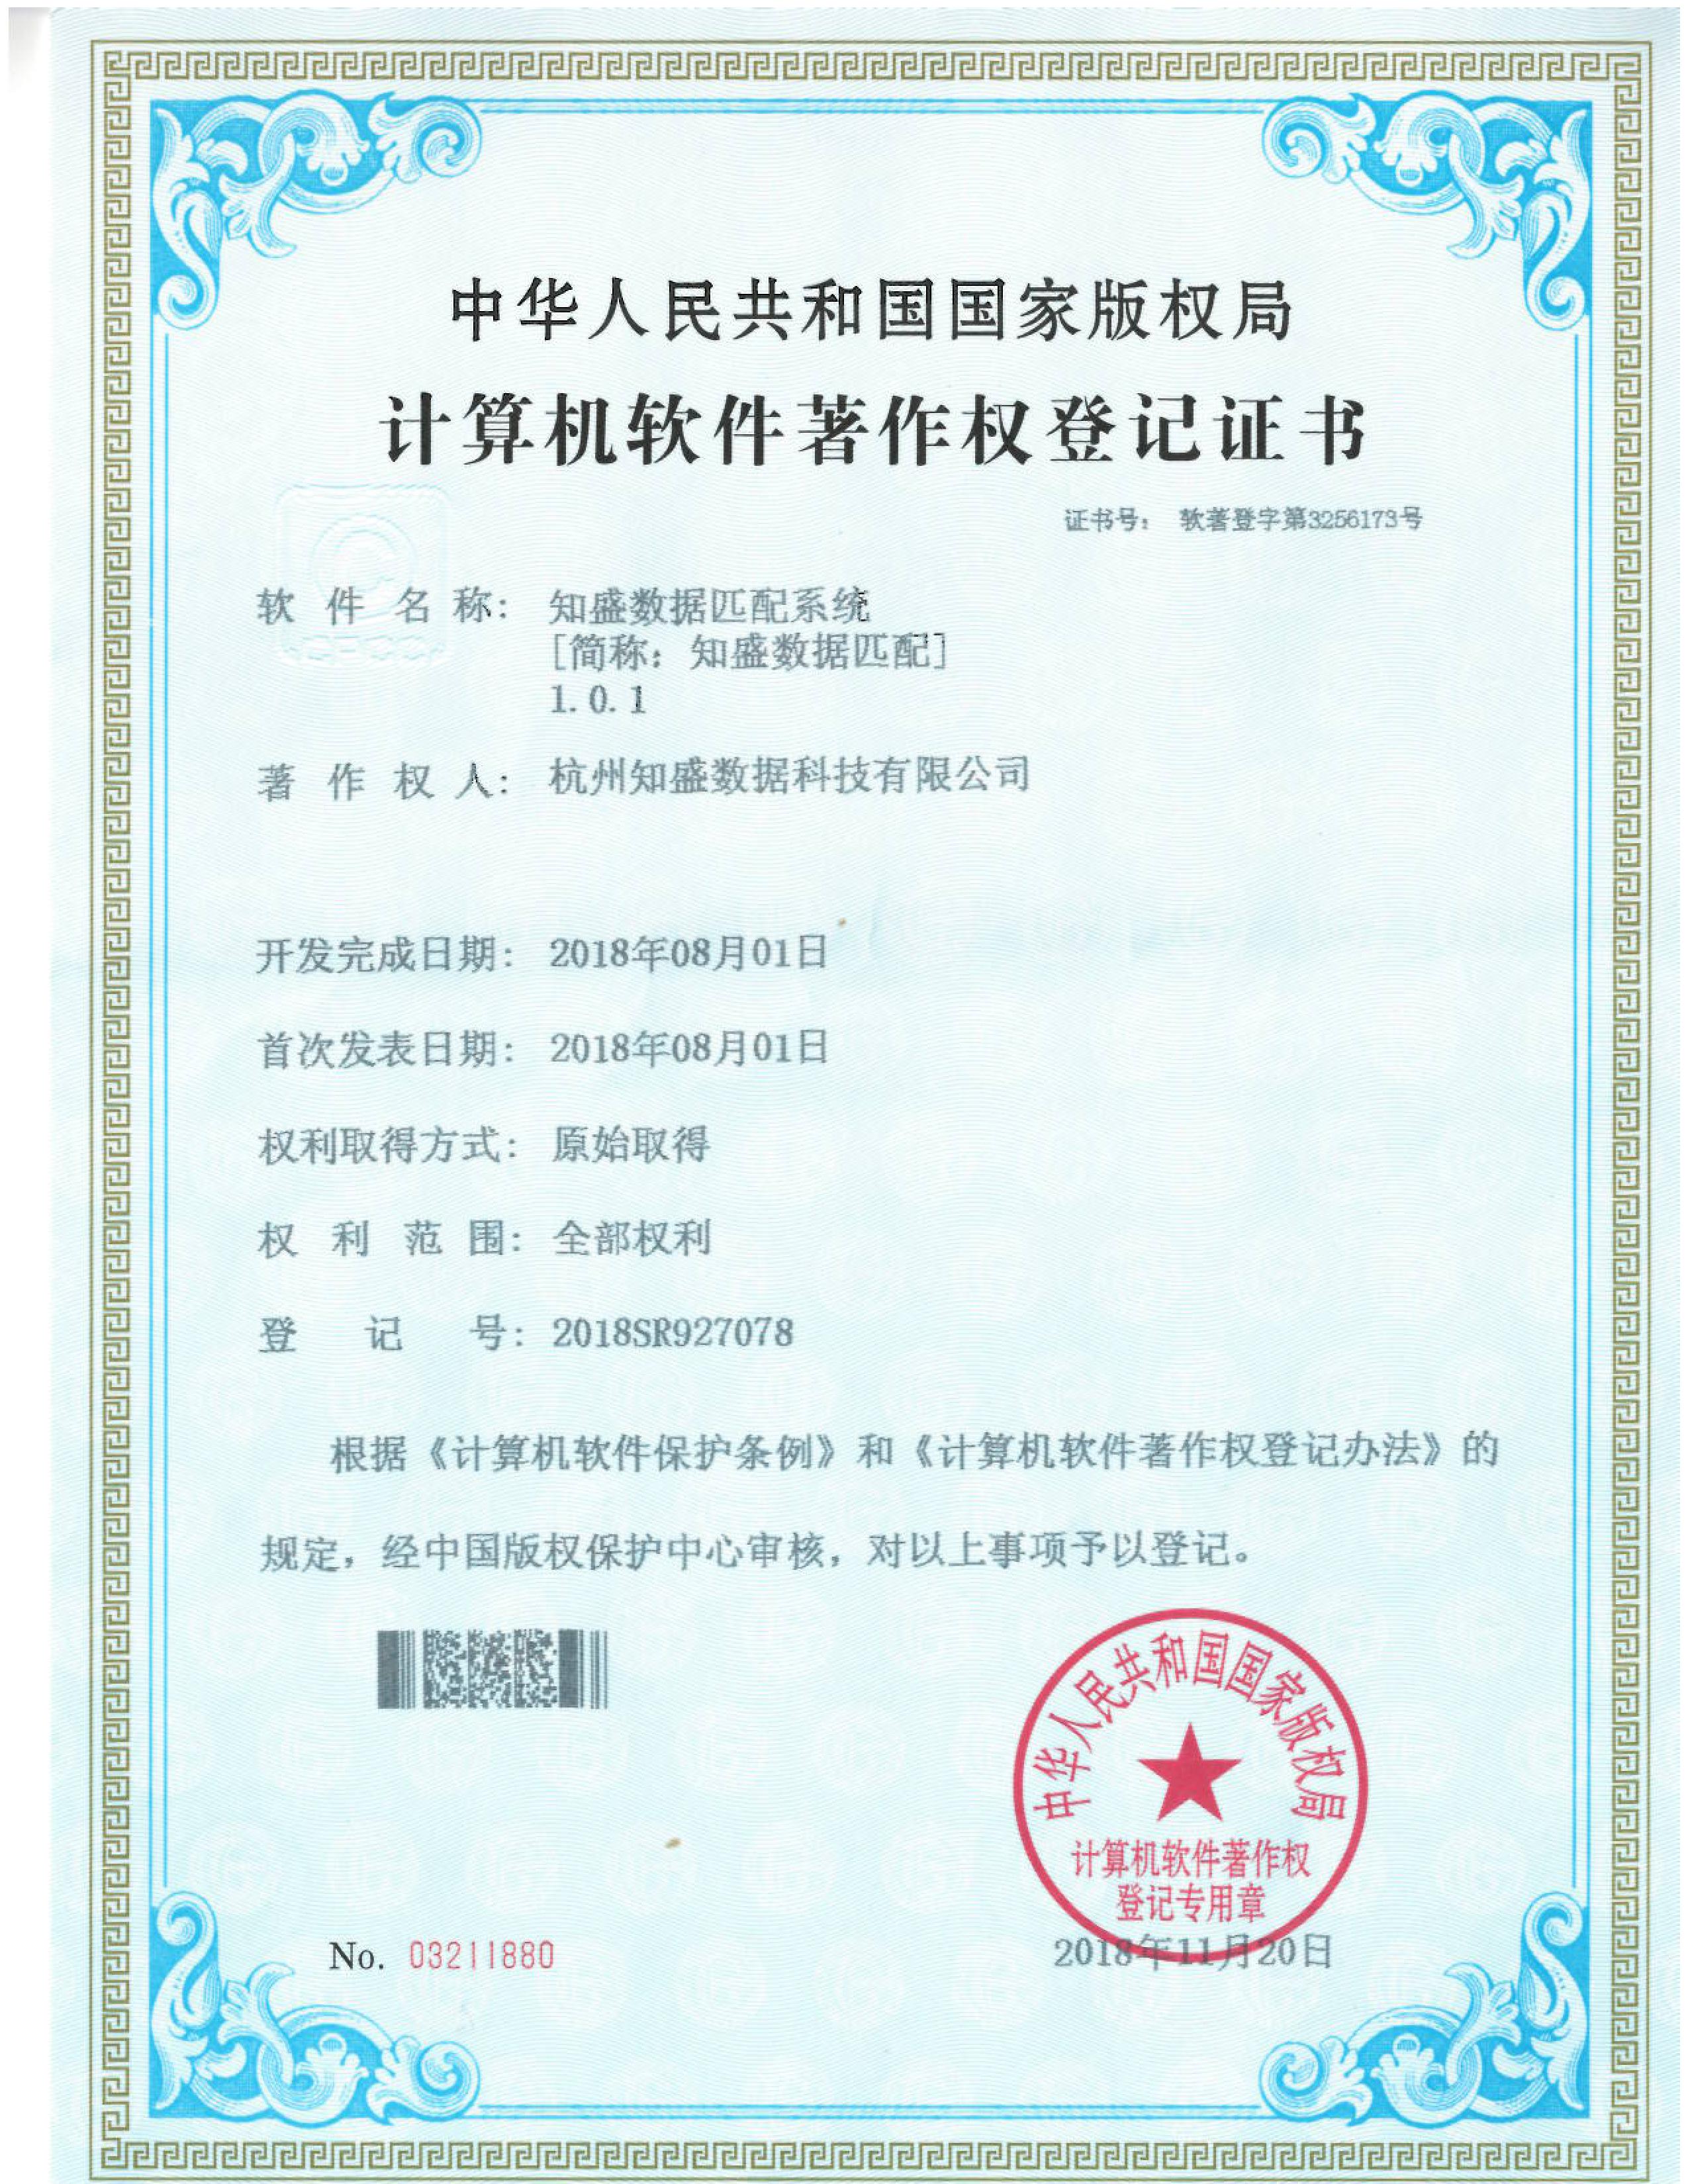 中华人民共和国国家版权局
计算机软件著作权登记证书
证书号： 软著登字第3256173号
软件名称： 知盛数据匹配系统
[简称：知盛数据匹配]
1.0.1
著作权人： 杭州知盛数据科技有限公司
开发完成日期： 2018年08月01日
首次发表日期： 2018年08月01日
权利取得方式： 原始取得
权利范围： 全部权利
登记号： 2018SR927078
根据《计算机软件保护条例》和《计算机软件著作权登记办法》的
规定，经中国版权保护中心审核，对以上事项予以登记。
中华人民共和国国家版权局
计算机软件著作权
登记专用章
No. 03211880
2018年11月20日